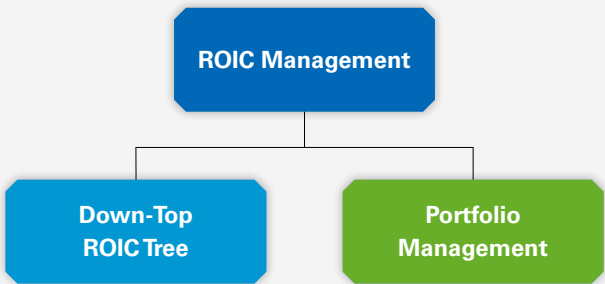 ROIC Management
Down-Top
ROIC Tree
Portfolio
Management